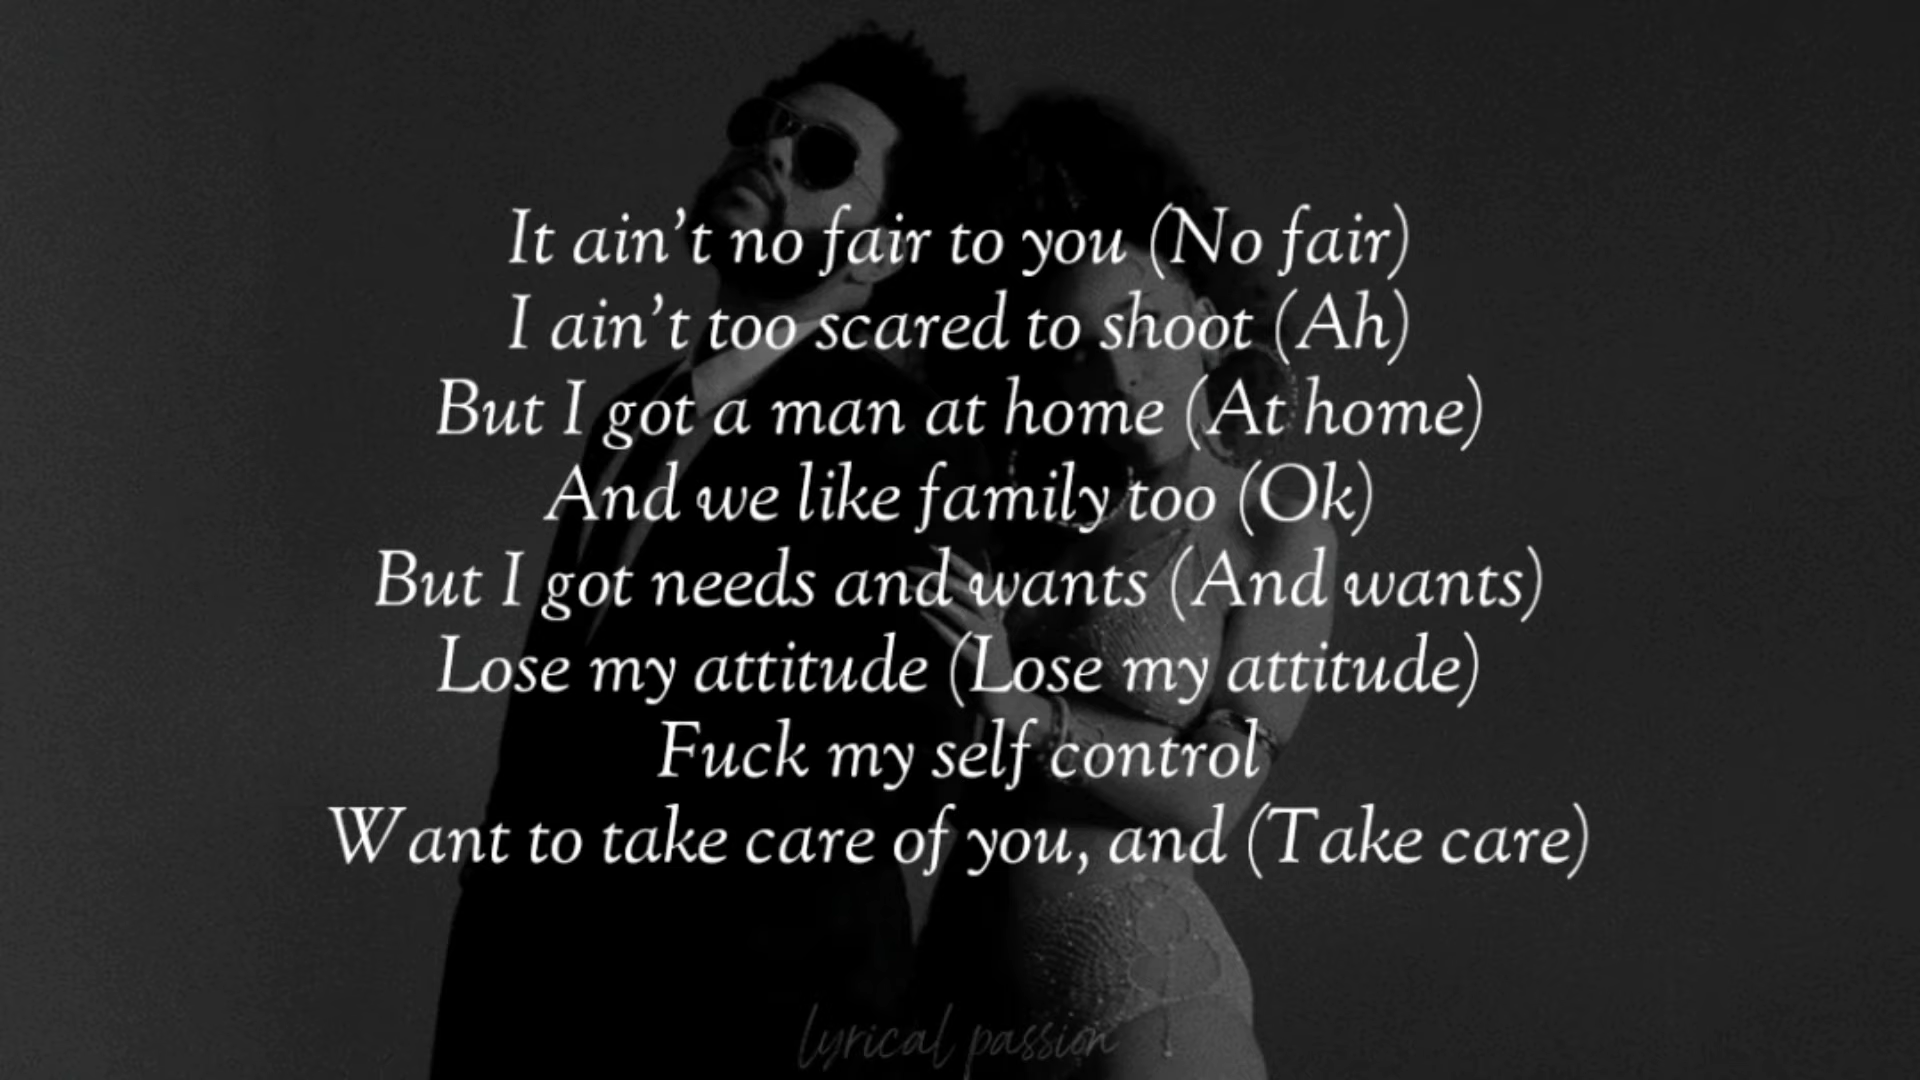 It ain't no fair to you (No fair)
I ain't too scared to shoot (Ah)
But I got a man at home (At home)
And we like family too (Ok)
But I got needs and wants (And wants)
Lose my attitude (Lose my attitude)
Fuck my self control
Want to take care of you, and (Take care)
lyrical passion